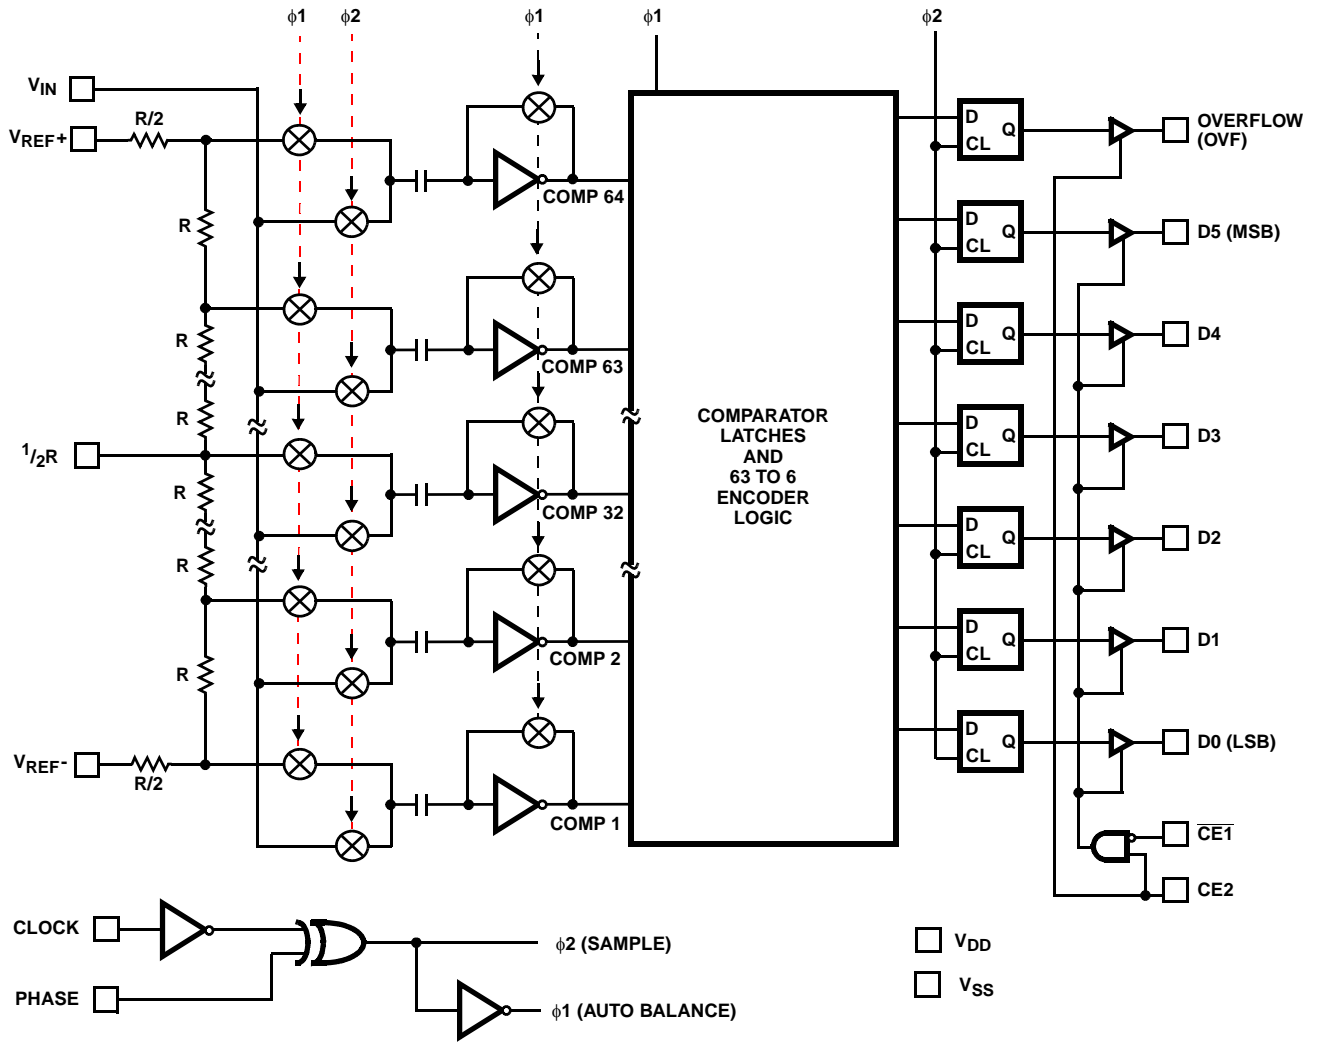 ϕ1
ϕ2
ϕ1
ϕ1
ϕ2
VIN
VREF+
R/2
R
R
R
1/2R
R
R
R
VREF-
R/2
COMP 64
COMP 63
COMP 32
COMP 2
COMP 1
COMPARATOR
LATCHES
AND
63 TO 6
ENCODER
LOGIC
D
Q
CL
OVERFLOW
(OVF)
D
Q
CL
D5 (MSB)
D
Q
CL
D4
D
Q
CL
D3
D
Q
CL
D2
D
Q
CL
D1
D
Q
CL
D0 (LSB)
CE1
CE2
CLOCK
PHASE
ϕ2 (SAMPLE)
ϕ1 (AUTO BALANCE)
VDD
VSS